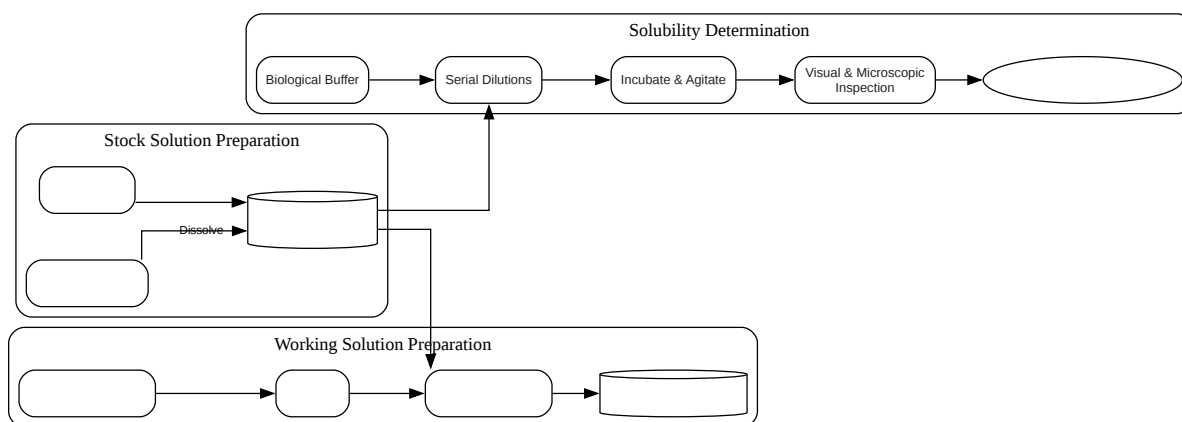 Solubility Determination
Biological Buffer
Serial Dilutions
Incubate & Agitate
Visual & Microscopic
Inspection
Stock Solution Preparation
Dissolve
Working Solution Preparation